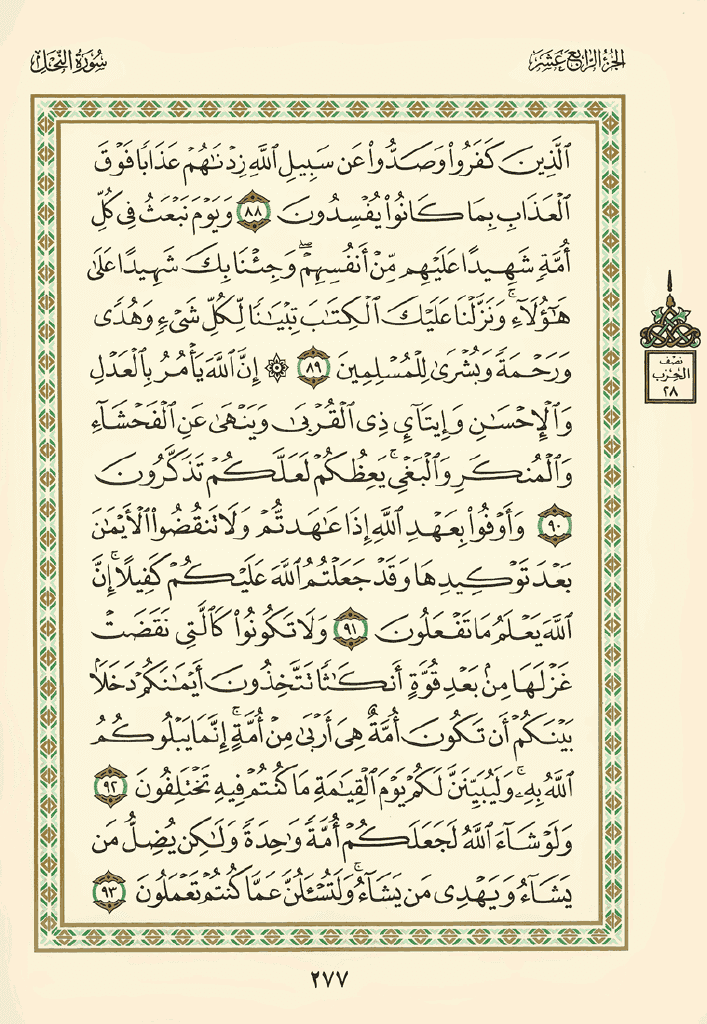 الجزء الرابع عشر
سورة النحل
ٱلَّذِينَ كَفَرُوا۟ وَصَدُّوا۟ عَن سَبِيلِ ٱللَّهِ زِدْنَٰهُمْ عَذَابًا فَوْقَ
ٱلْعَذَابِ بِمَا كَانُوا۟ يُفْسِدُونَ ٨٨ وَيَوْمَ نَبْعَثُ فِى كُلِّ
أُمَّةٍ شَهِيدًا عَلَيْهِم مِّنْ أَنفُسِهِمْ ۖ وَجِئْنَا بِكَ شَهِيدًا عَلَىٰ
هَٰٓؤُلَآءِ ۚ وَنَزَّلْنَا عَلَيْكَ ٱلْكِتَٰبَ تِبْيَٰنًا لِّكُلِّ شَىْءٍ وَهُدًى
وَرَحْمَةً وَبُشْرَىٰ لِلْمُسْلِمِينَ ٨٩ ۞ إِنَّ ٱللَّهَ يَأْمُرُ بِٱلْعَدْلِ
وَٱلْإِحْسَٰنِ وَإِيتَآئِ ذِى ٱلْقُرْبَىٰ وَيَنْهَىٰ عَنِ ٱلْفَحْشَآءِ
وَٱلْمُنكَرِ وَٱلْبَغْىِ ۚ يَعِظُكُمْ لَعَلَّكُمْ تَذَكَّرُونَ
٩٠ وَأَوْفُوا۟ بِعَهْدِ ٱللَّهِ إِذَا عَٰهَدتُّمْ وَلَا تَنقُضُوا۟ ٱلْأَيْمَٰنَ
بَعْدَ تَوْكِيدِهَا وَقَدْ جَعَلْتُمُ ٱللَّهَ عَلَيْكُمْ كَفِيلًا ۚ إِنَّ
ٱللَّهَ يَعْلَمُ مَا تَفْعَلُونَ ٩١ وَلَا تَكُونُوا۟ كَٱلَّتِى نَقَضَتْ
غَزْلَهَا مِنۢ بَعْدِ قُوَّةٍ أَنكَٰثًا تَتَّخِذُونَ أَيْمَٰنَكُمْ دَخَلًۢا
بَيْنَكُمْ أَن تَكُونَ أُمَّةٌ هِىَ أَرْبَىٰ مِنْ أُمَّةٍ ۚ إِنَّمَا يَبْلُوكُمُ
ٱللَّهُ بِهِۦ ۚ وَلَيُبَيِّنَنَّ لَكُمْ يَوْمَ ٱلْقِيَٰمَةِ مَا كُنتُمْ فِيهِ تَخْتَلِفُونَ ٩٢
وَلَوْ شَآءَ ٱللَّهُ لَجَعَلَكُمْ أُمَّةً وَٰحِدَةً وَلَٰكِن يُضِلُّ مَن
يَشَآءُ وَيَهْدِى مَن يَشَآءُ ۚ وَلَتُسْـَٔلُنَّ عَمَّا كُنتُمْ تَعْمَلُونَ ٩٣
نصف
الحزب
٢٨
٢٧٧